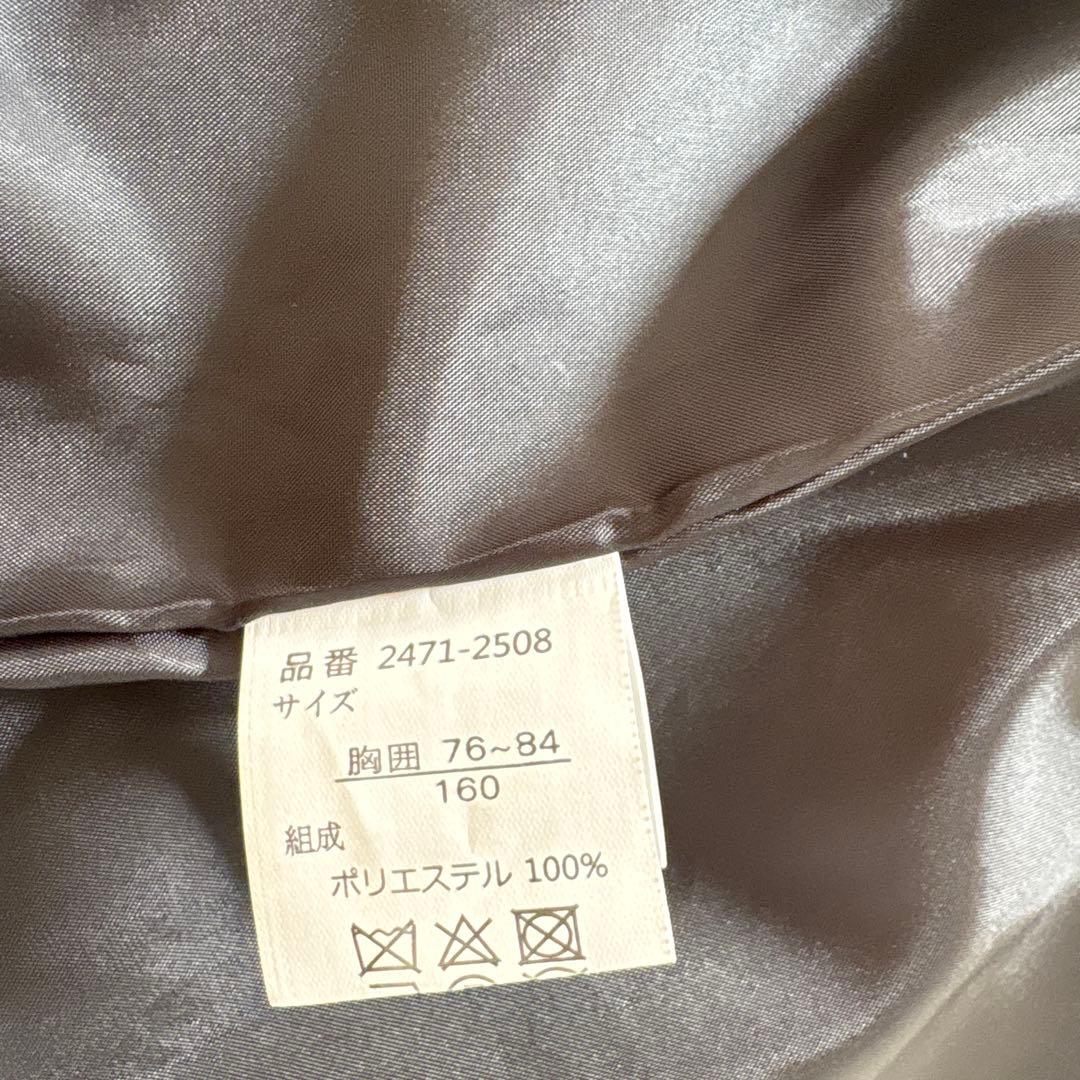 品番 2471-2508
サイズ
胸囲 76~84
160
組成
ポリエステル 100%